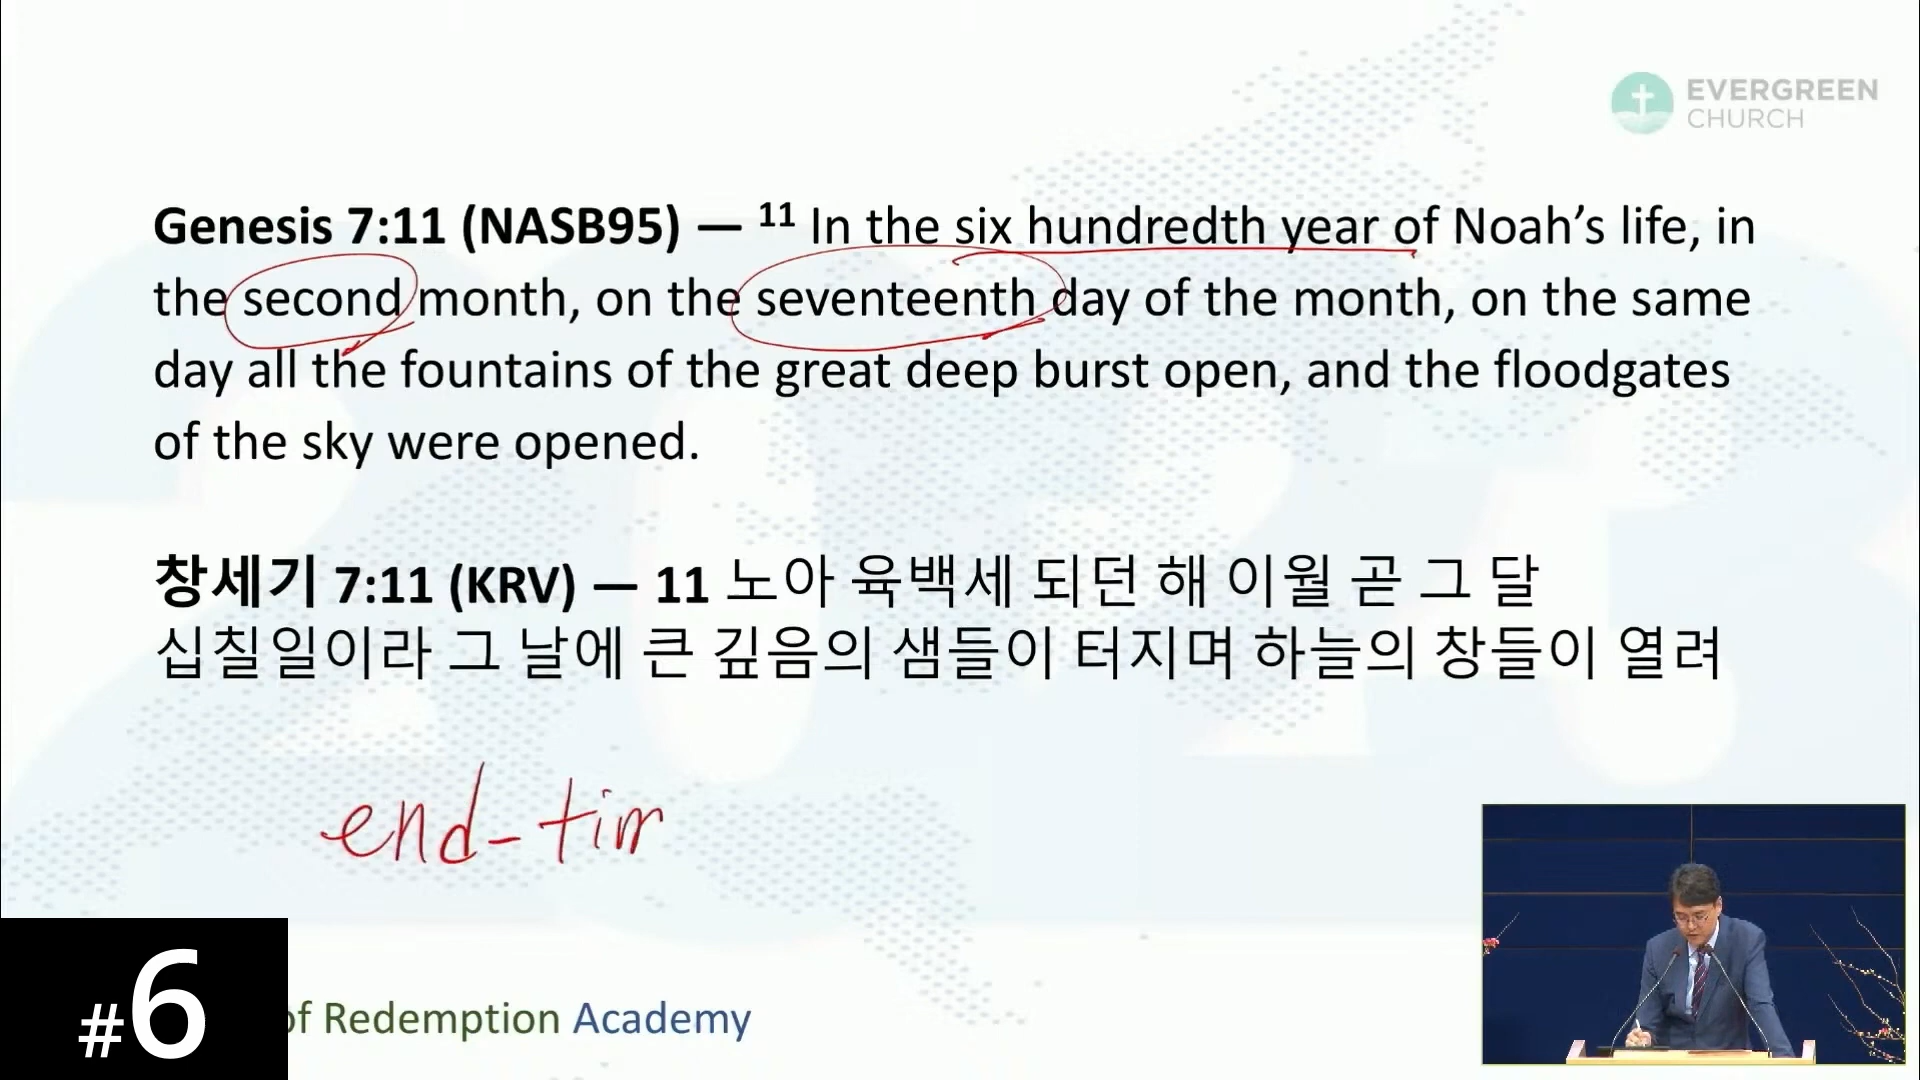 EVERGREEN
CHURCH
Genesis 7:11 (NASB95) — 11 In the six hundredth year of Noah’s life, in
the second month, on the seventeenth day of the month, on the same
day all the fountains of the great deep burst open, and the floodgates
of the sky were opened.
창세기 7:11 (KRV) — 11 노아 육백세 되던 해 이월 곧 그 달
십칠일이라 그 날에 큰 깊음의 샘들이 터지며 하늘의 창들이 열려
end-tim
#6
of Redemption Academy